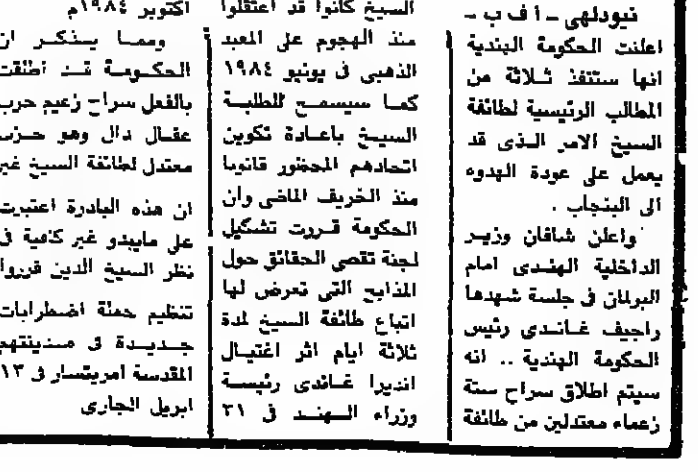 نيودلهى ـ أ ف ب ـ
اعلنت الحكومة الهندية
انها ستنفذ ثلاثة من
المطالب الرئيسية لطائفة
السيخ الامر الذى قد
يعمل على عودة الهدوء
الى البنجاب .
واعلن شافان وزير
الداخلية الهندى امام
البرلمان فى جلسة شهدها
راجيف غاندى رئيس
الحكومة الهندية .. انه
سيتم اطلاق سراح ستة
زعماء معتدلين من طائفة
السيخ كانوا قد اعتقلوا
منذ الهجوم على المعبد
الذهبى فى يونيو ١٩٨٤
كما سيسمح للطلبة
السيخ باعادة تكوين
اتحادهم المحظور قانونا
منذ الخريف الماضى وان
الحكومة قررت تشكيل
لجنة تقصى الحقائق حول
المذابح التى تعرض لها
اتباع طائفة السيخ لمدة
ثلاثة ايام اثر اغتيال
انديرا غاندى رئيسة
وزراء الهند فى ٣١
اكتوبر ١٩٨٤م
ومما يذكر ان
الحكومة قد اطلقت
بالفعل سراح زعيم حزب
عقال دال وهو حزب
معتدل لطائفة السيخ غير
ان هذه البادرة اعتبرت
على مايبدو غير كافية فى
نظر السيخ الذين قرروا
تنظيم حملة اضطرابات
جديدة فى مدينتهم
المقدسة امريتسار فى ١٣
ابريل الجارى